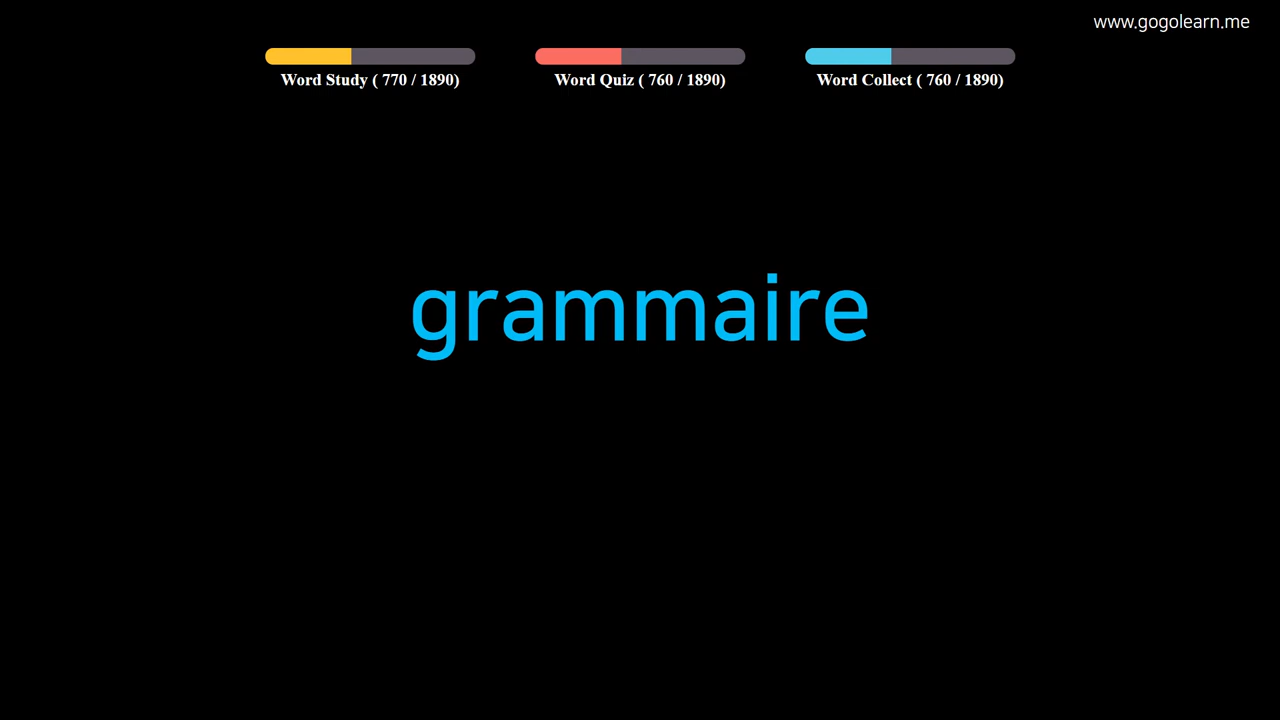 www.gogolearn.me
Word Study ( 770 / 1890)
Word Quiz ( 760 / 1890)
Word Collect ( 760 / 1890)
grammaire